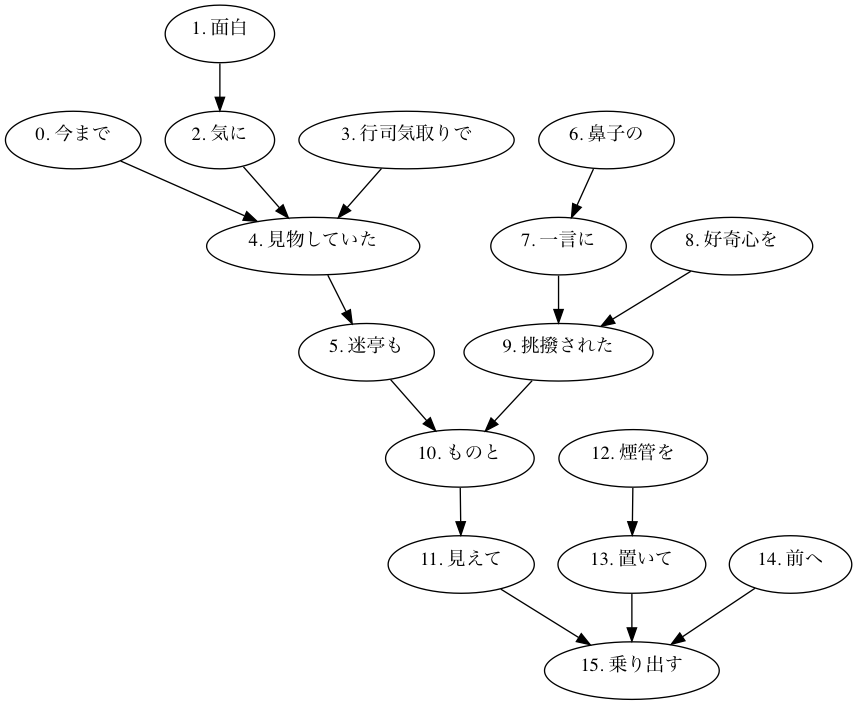 1. 面白
0. 今まで
2. 気に
3. 行司気取りで
6. 鼻子の
4. 見物していた
7. 一言に
8. 好奇心を
5. 迷亭も
9. 挑撥された
10. ものと
12. 煙管を
11. 見えて
13. 置いて
14. 前へ
15. 乗り出す